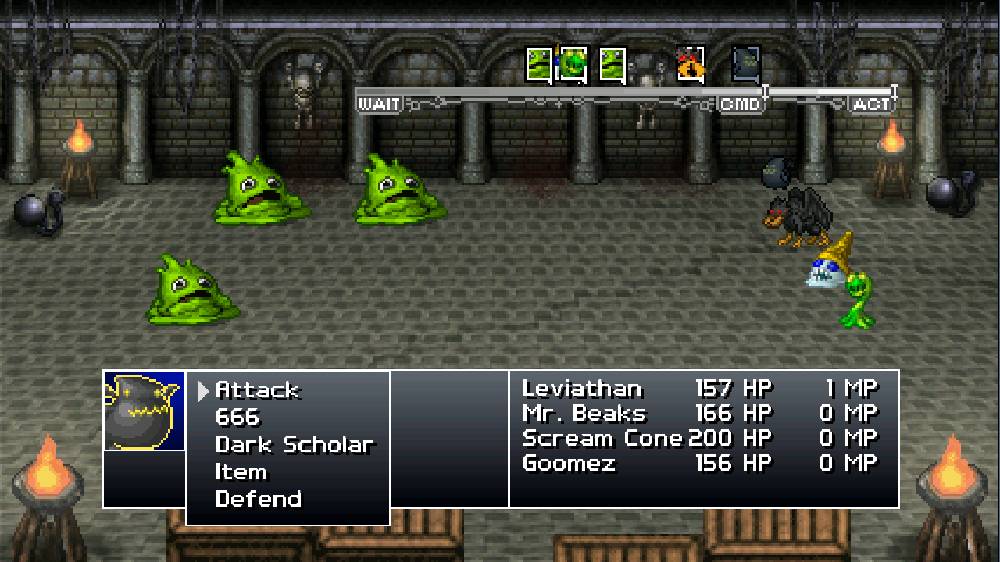 WAIT CMD ACT
Attack
666
Dark Scholar
Item
Defend
Leviathan 157 HP 1 MP
Mr. Beaks 166 HP 0 MP
Scream Cone 200 HP 0 MP
Goomez 156 HP 0 MP